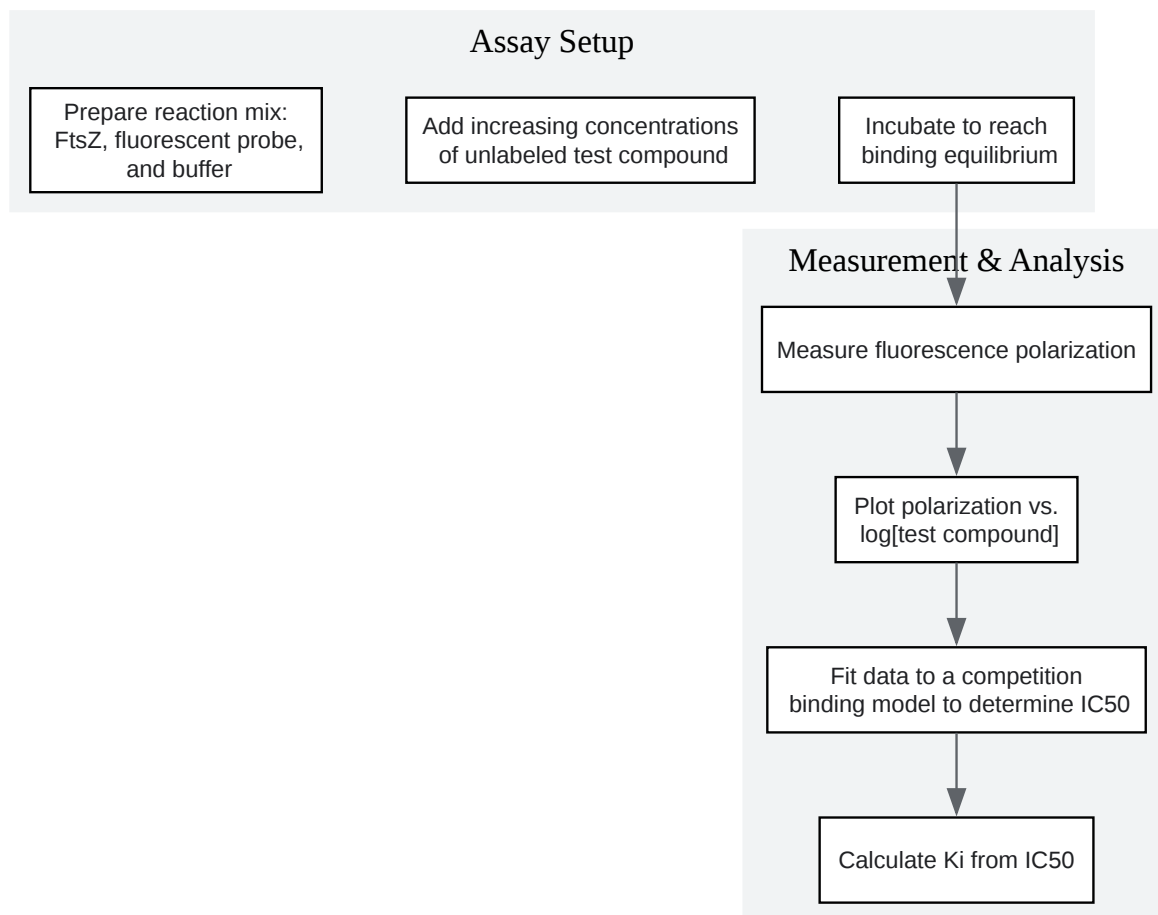 Assay Setup
Prepare reaction mix:
FtsZ, fluorescent probe,
and buffer
Add increasing concentrations
of unlabeled test compound
Incubate to reach
binding equilibrium
Measurement & Analysis
Measure fluorescence polarization
Plot polarization vs.
log[test compound]
Fit data to a competition
binding model to determine IC50
Calculate Ki from IC50